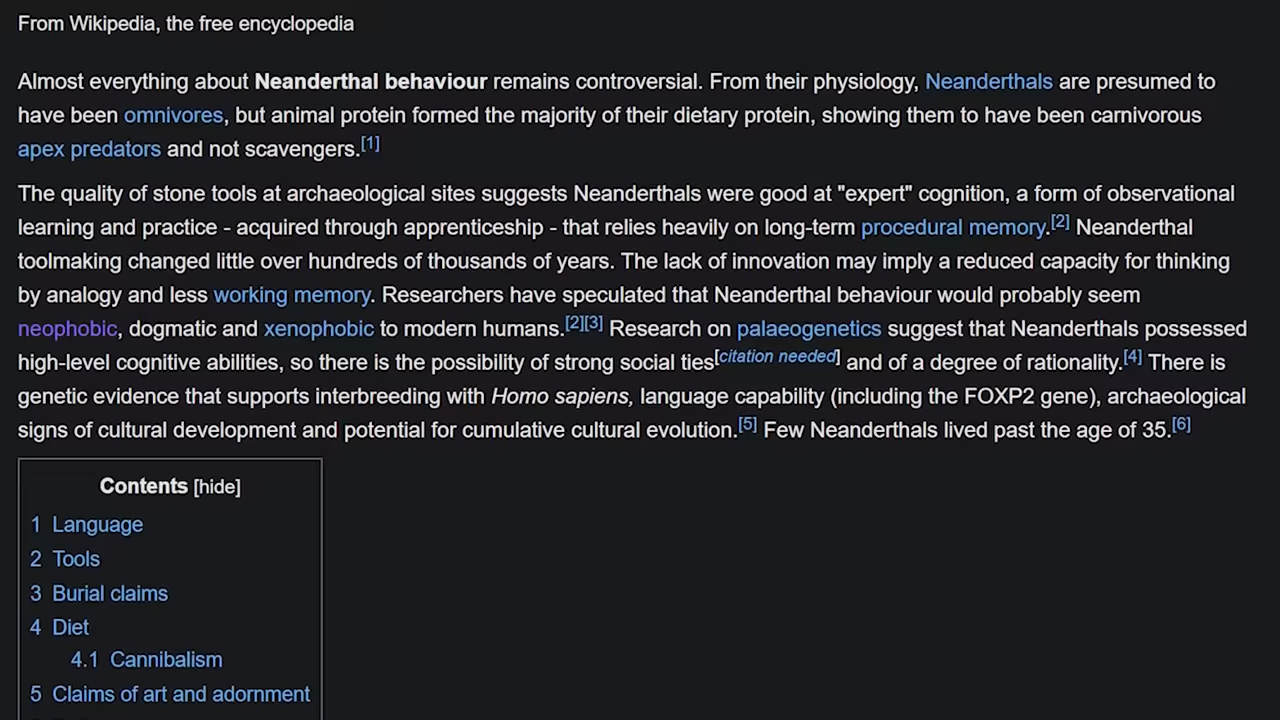 From Wikipedia, the free encyclopedia
Almost everything about Neanderthal behaviour remains controversial. From their physiology, Neanderthals are presumed to
have been omnivores, but animal protein formed the majority of their dietary protein, showing them to have been carnivorous
apex predators and not scavengers.[1]
The quality of stone tools at archaeological sites suggests Neanderthals were good at "expert" cognition, a form of observational
learning and practice - acquired through apprenticeship - that relies heavily on long-term procedural memory.[2] Neanderthal
toolmaking changed little over hundreds of thousands of years. The lack of innovation may imply a reduced capacity for thinking
by analogy and less working memory. Researchers have speculated that Neanderthal behaviour would probably seem
neophobic, dogmatic and xenophobic to modern humans.[2][3] Research on palaeogenetics suggest that Neanderthals possessed
high-level cognitive abilities, so there is the possibility of strong social ties[citation needed] and of a degree of rationality.[4] There is
genetic evidence that supports interbreeding with Homo sapiens, language capability (including the FOXP2 gene), archaeological
signs of cultural development and potential for cumulative cultural evolution.[5] Few Neanderthals lived past the age of 35.[6]
Contents [hide]
1 Language
2 Tools
3 Burial claims
4 Diet
4.1 Cannibalism
5 Claims of art and adornment